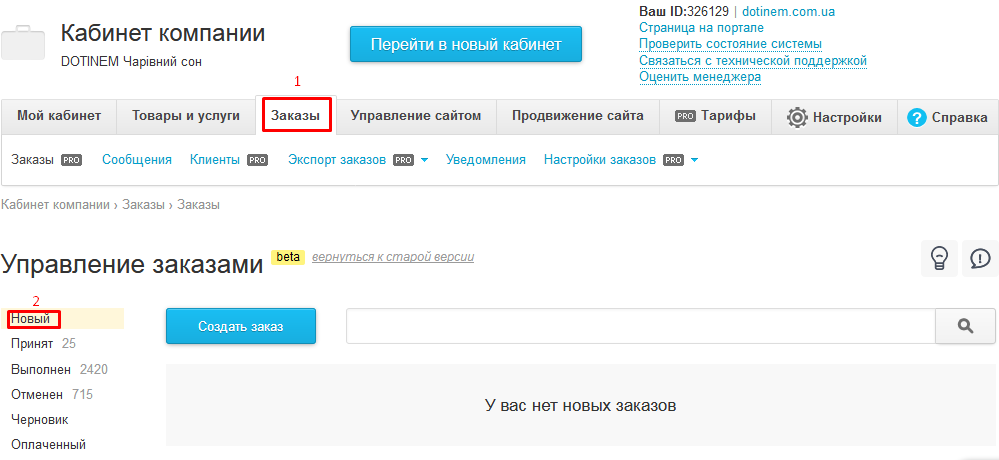 Ваш ID:326129 | dotinem.com.ua
Кабинет компании
Страница на портале
Перейти в новый кабинет
Проверить состояние системы
DOTINEM Чарівний сон
Связаться с технической поддержкой
Оценить менеджера
1
Мой кабинет Товары и услуги Заказы Управление сайтом Продвижение сайта PRO Тарифы Настройки ? Справка
Заказы PRO Сообщения Клиенты PRO Экспорт заказов PRO Уведомления Настройки заказов PRO
Кабинет компании › Заказы › Заказы
Управление заказами beta вернуться к старой версии
2
Новый
Создать заказ
Принят 25
Выполнен 2420
Отменен 715
У вас нет новых заказов
Черновик
Оплаченный